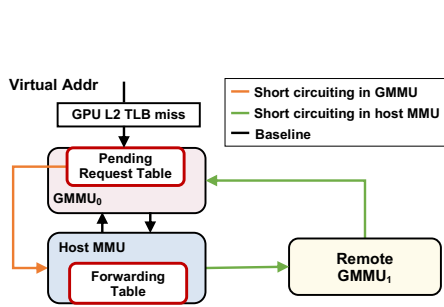 Virtual Addr
GPU L2 TLB miss
Short circuiting in GMMU
Short circuiting in host MMU
Baseline
Pending
Request Table
GMMU₀
Host MMU
Forwarding
Table
Remote
GMMU₁